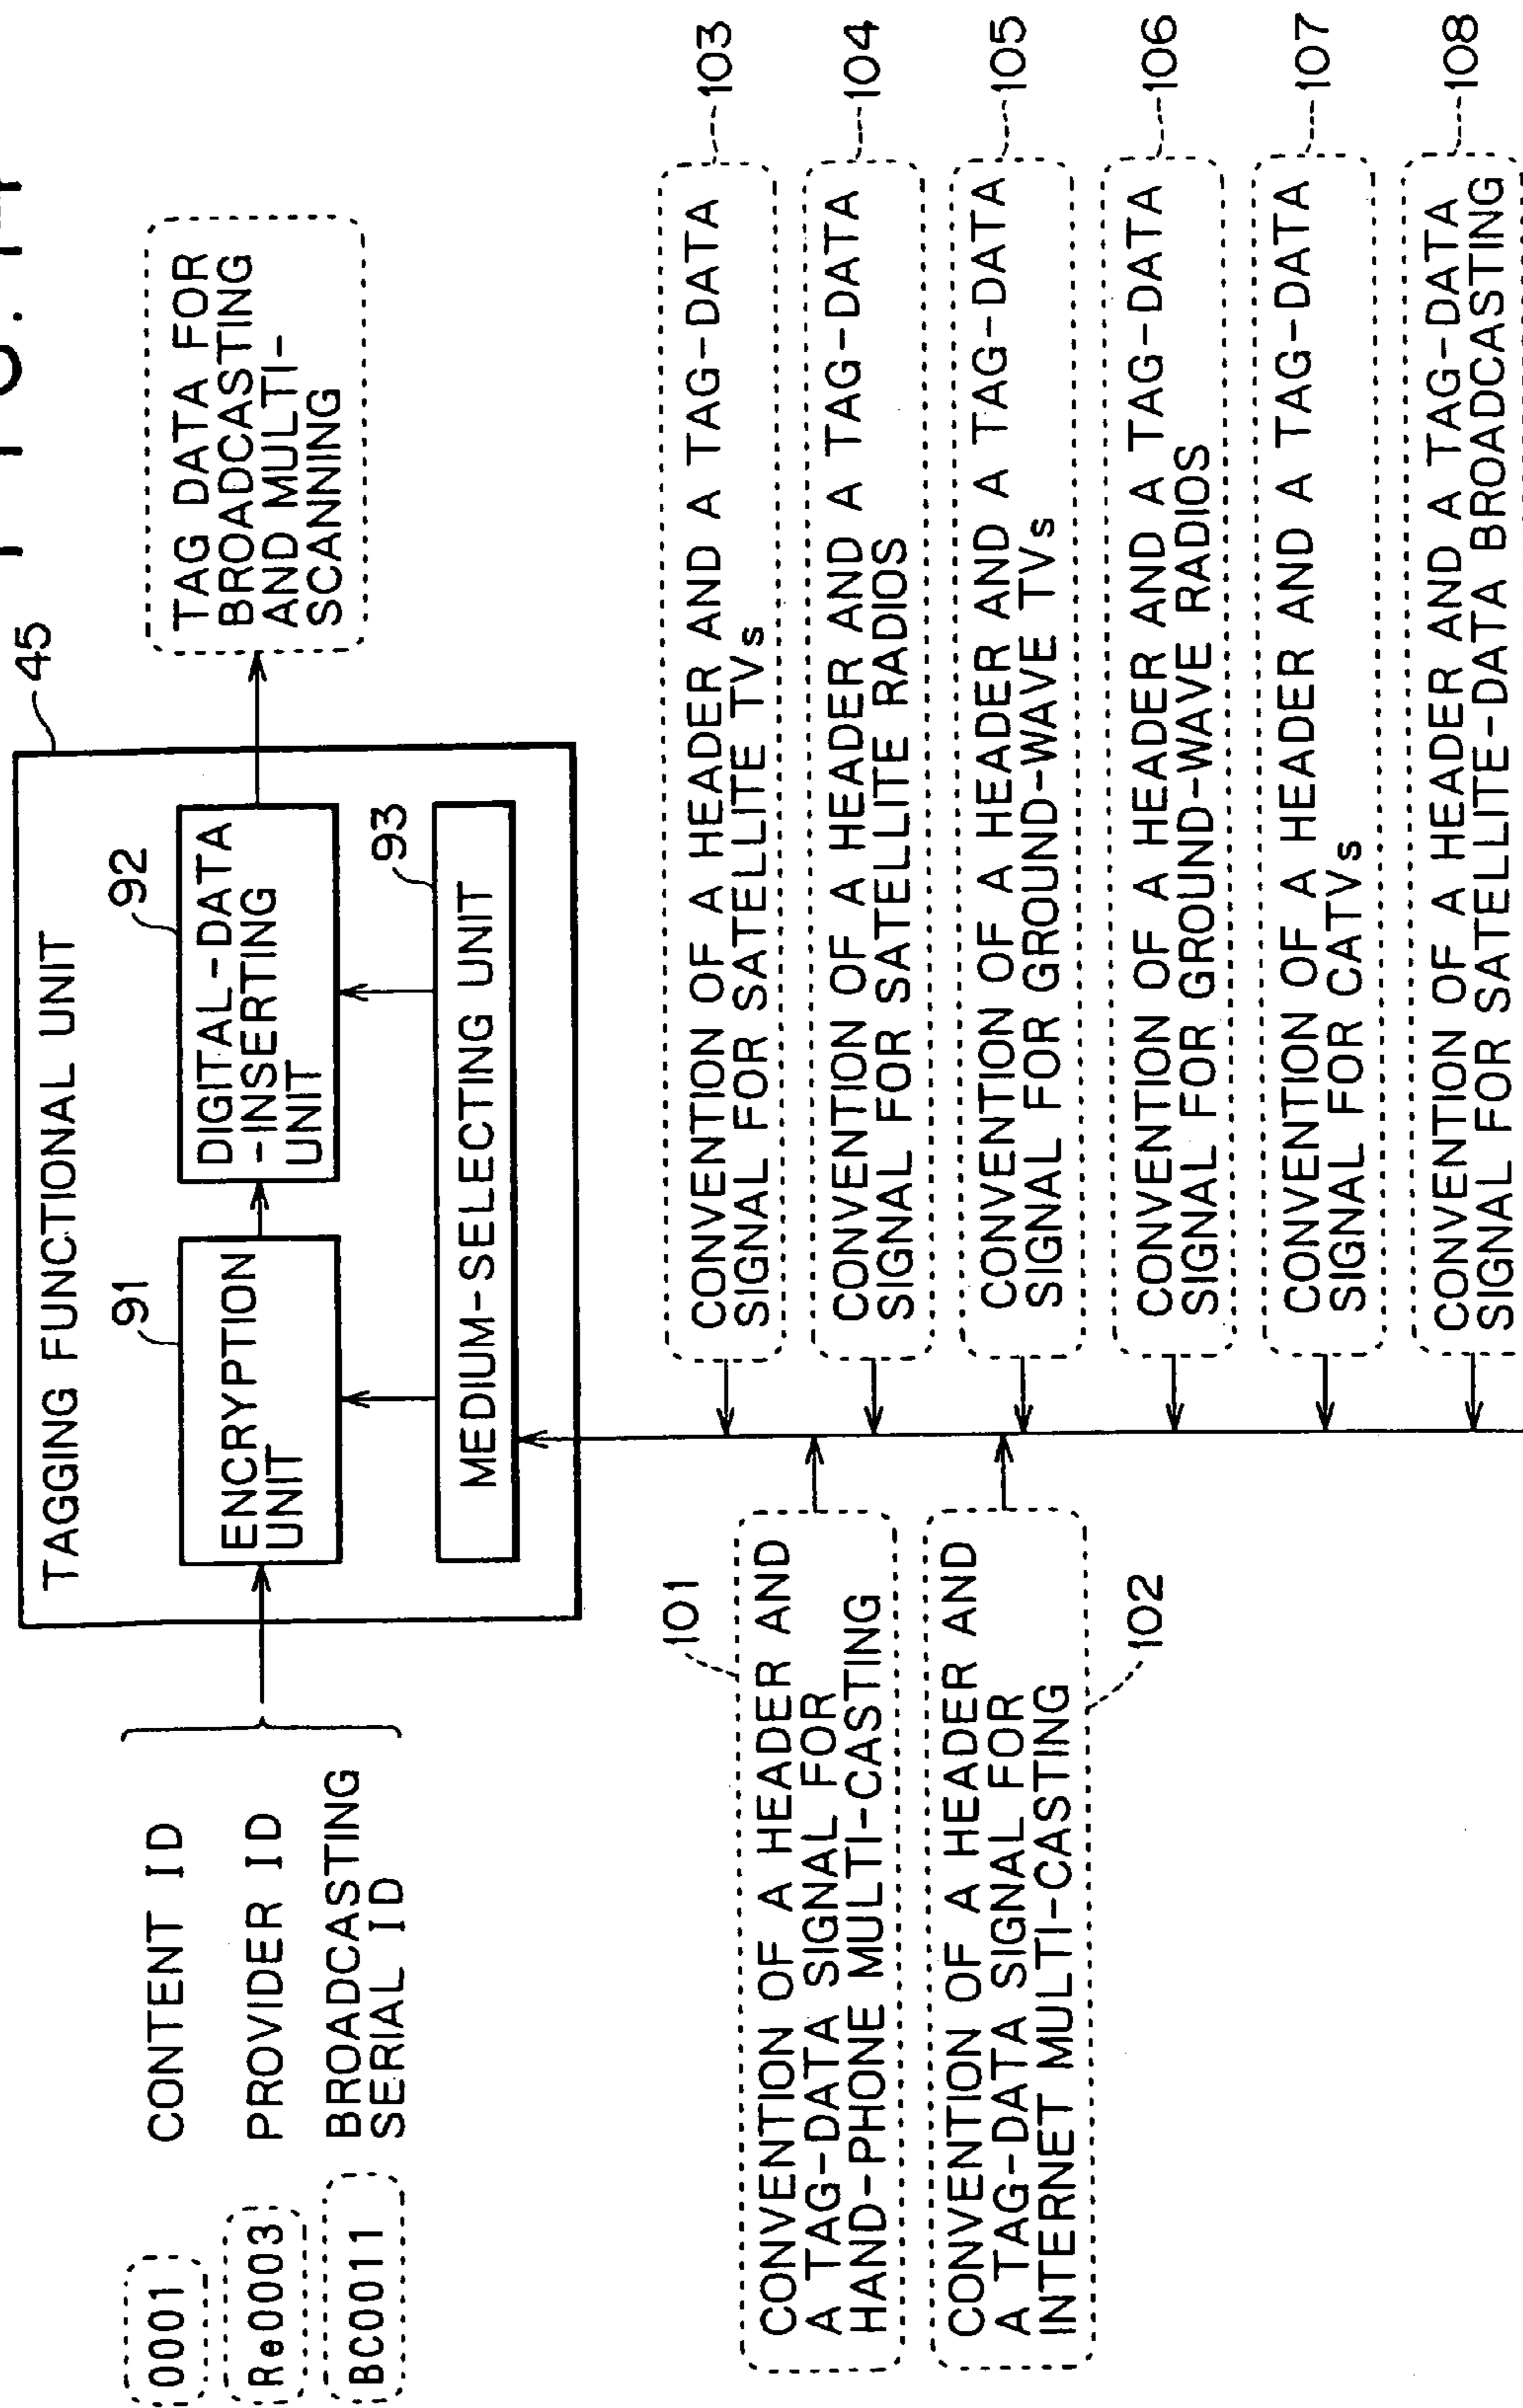 TAGGING FUNCTIONAL UNIT
45
0001
CONTENT ID
Re0003
PROVIDER ID
BC0011
BROADCASTING
SERIAL ID
91
ENCRYPTION
UNIT
92
DIGITAL-DATA
-INSERTING
UNIT
93
MEDIUM-SELECTING UNIT
TAG DATA FOR
BROADCASTING
AND MULTI-
SCANNING
101
CONVENTION OF A HEADER AND
A TAG-DATA SIGNAL FOR
HAND-PHONE MULTI-CASTING
CONVENTION OF A HEADER AND
A TAG-DATA SIGNAL FOR
INTERNET MULTI-CASTING
102
CONVENTION OF A HEADER AND A TAG-DATA
SIGNAL FOR SATELLITE TVs
103
CONVENTION OF A HEADER AND A TAG-DATA
SIGNAL FOR SATELLITE RADIOS
104
CONVENTION OF A HEADER AND A TAG-DATA
SIGNAL FOR GROUND-WAVE TVs
105
CONVENTION OF A HEADER AND A TAG-DATA
SIGNAL FOR GROUND-WAVE RADIOS
106
CONVENTION OF A HEADER AND A TAG-DATA
SIGNAL FOR CATVs
107
CONVENTION OF A HEADER AND A TAG-DATA
SIGNAL FOR SATELLITE-DATA BROADCASTING
108